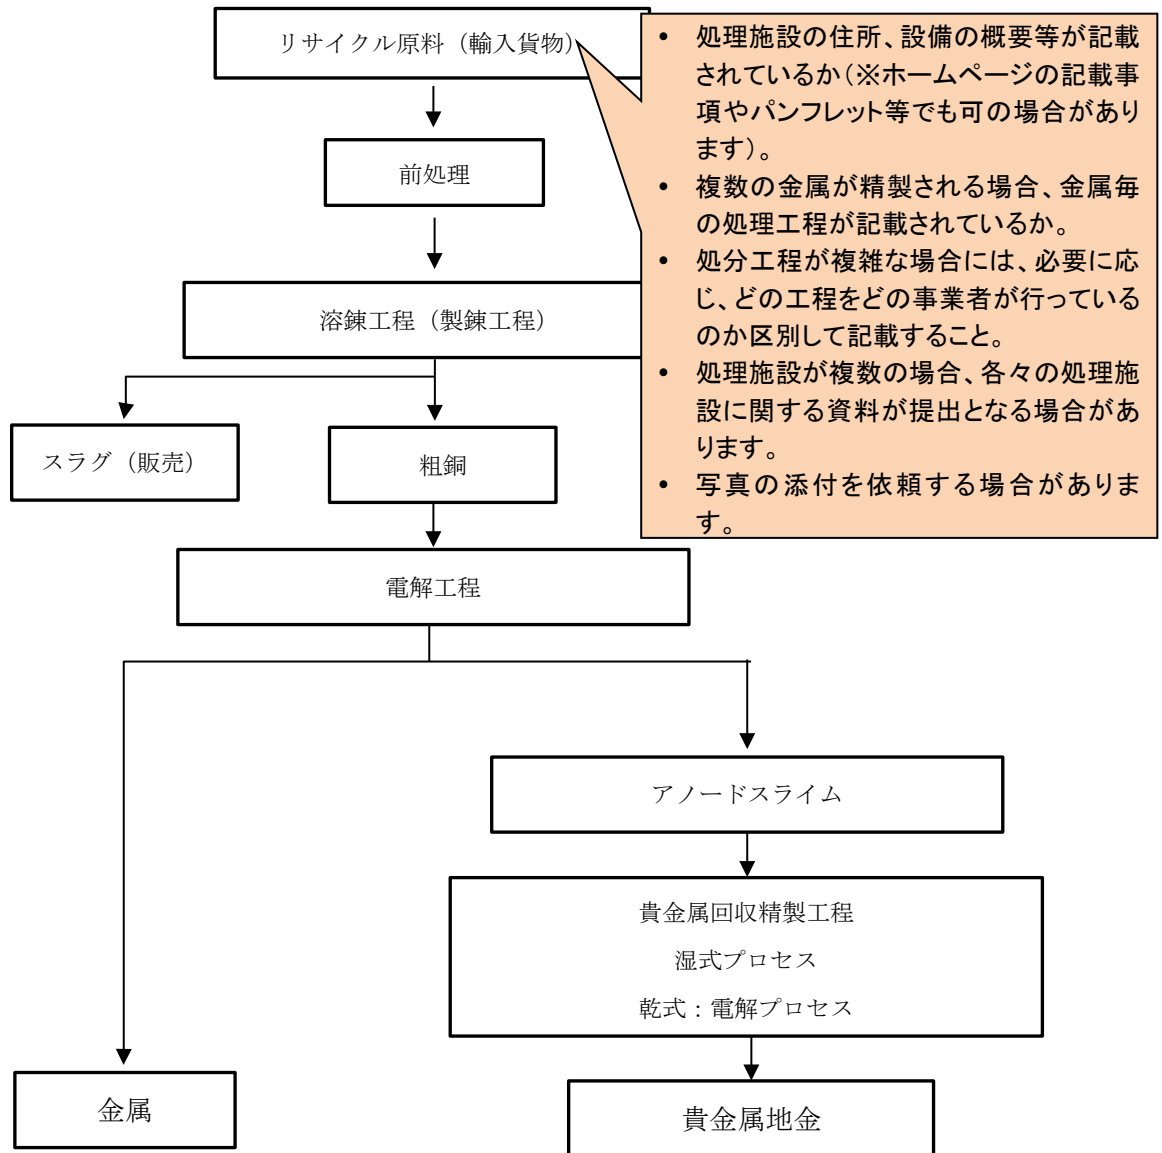 リサイクル原料（輸入貨物）
• 処理施設の住所、設備の概要等が記載
されているか（※ホームページの記載事
項やパンフレット等でも可の場合があり
ます）。
• 複数の金属が精製される場合、金属毎
の処理工程が記載されているか。
• 処分工程が複雑な場合には、必要に応
じ、どの工程をどの事業者が行っている
のか区別して記載すること。
• 処理施設が複数の場合、各々の処理施
設に関する資料が提出となる場合があ
ります。
• 写真の添付を依頼する場合がありま
す。
前処理
溶錬工程（製錬工程）
スラグ（販売）
粗銅
電解工程
アノードスライム
貴金属回収精製工程
湿式プロセス
乾式：電解プロセス
金属
貴金属地金